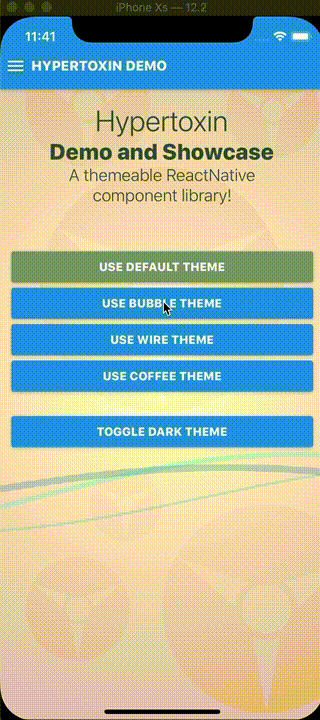 iPhone Xs — 12.2
11:41
HYPERTOXIN DEMO
Hypertoxin
Demo and Showcase
A themeable ReactNative
component library!
USE DEFAULT THEME
USE BUBBLE THEME
USE WIRE THEME
USE COFFEE THEME
TOGGLE DARK THEME